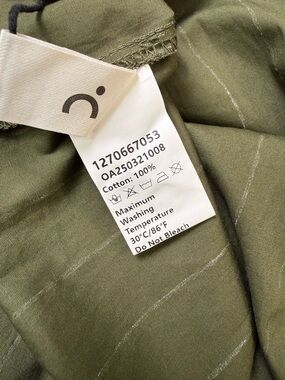 1270667053
OA250321008
Cotton: 100%
Maximum
Washing
Temperature
30°C/86°F
Do Not Bleach